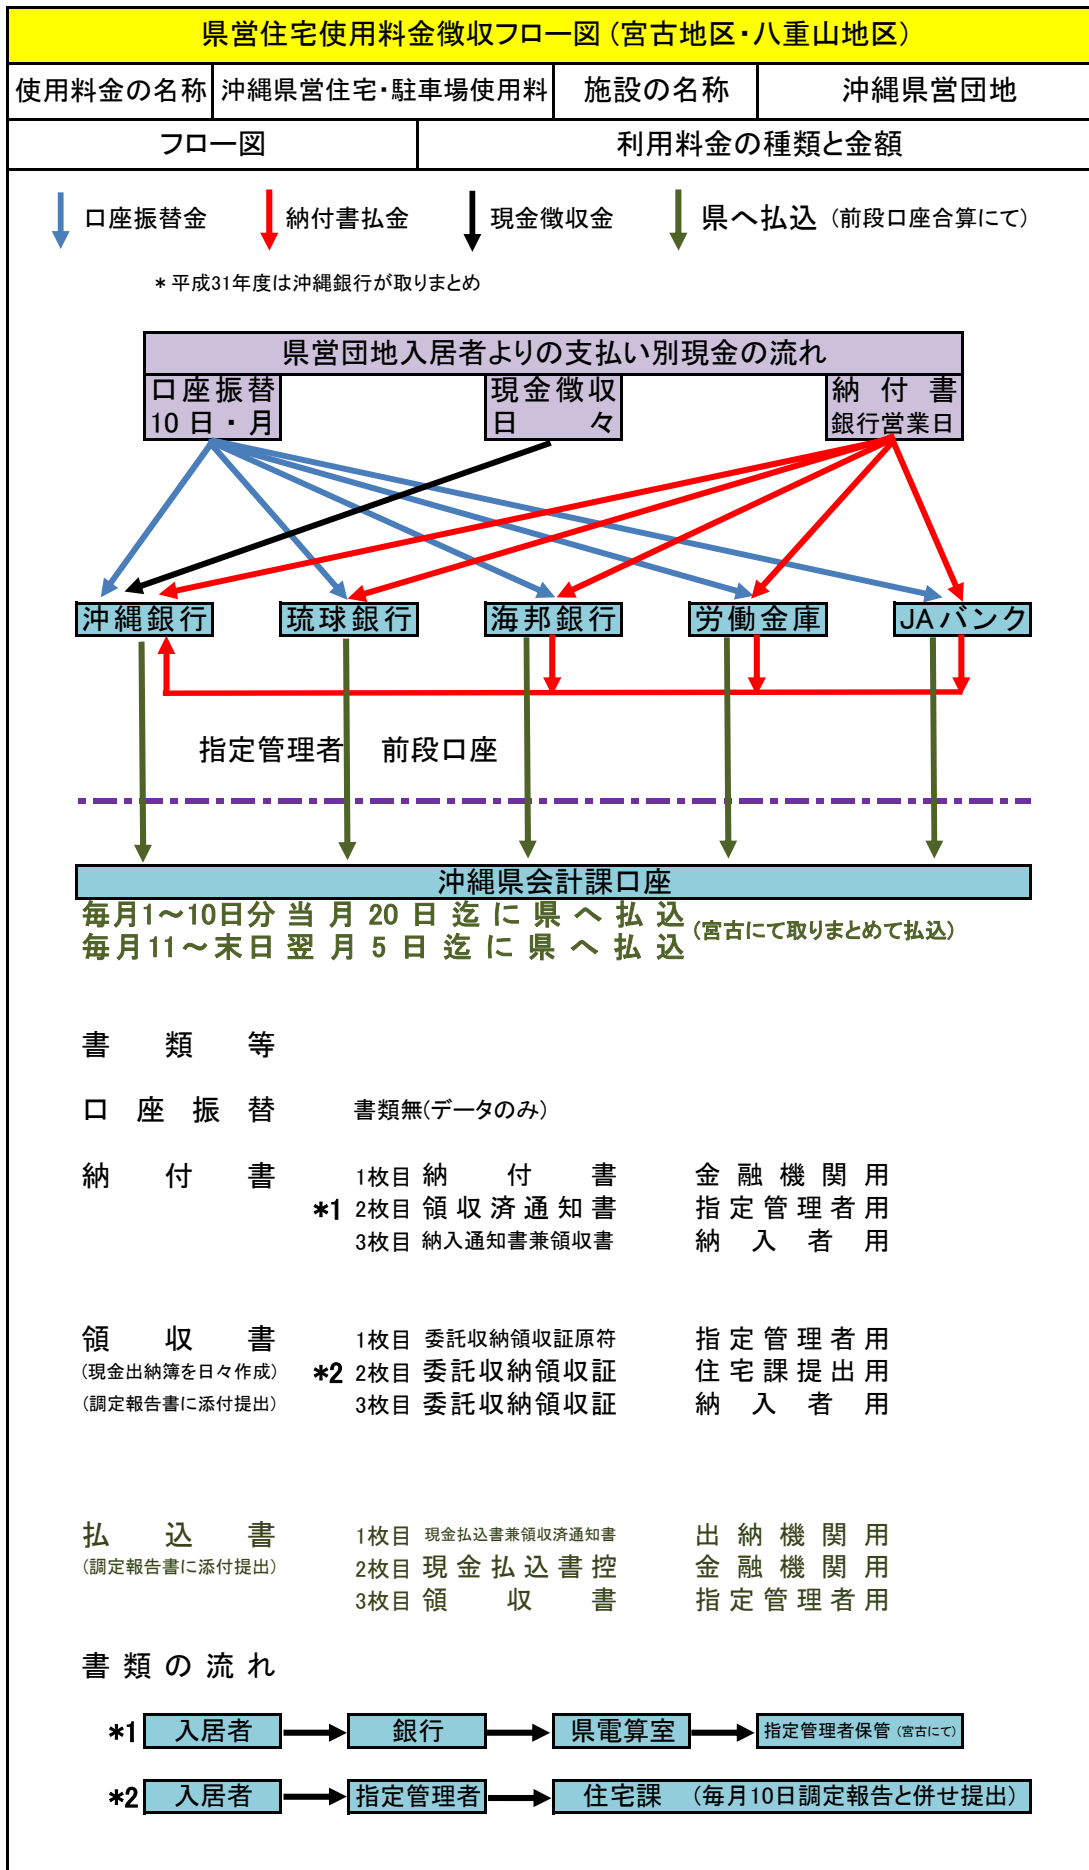 県営住宅使用料金徴収フロー図（宮古地区・八重山地区）
使用料金の名称 沖縄県営住宅・駐車場使用料 施設の名称 沖縄県営団地
フロー図 利用料金の種類と金額
口座振替金 納付書払金 現金徴収金 県へ払込（前段口座合算にて）
＊平成31年度は沖縄銀行が取りまとめ
県営団地入居者よりの支払い別現金の流れ
口座振替 現金徴収 納付書
10日・月 日々 銀行営業日
沖縄銀行 琉球銀行 海邦銀行 労働金庫 JAバンク
指定管理者 前段口座
沖縄県会計課口座
毎月1～10日分 当月20日迄に県へ払込
毎月11～末日 翌月5日迄に県へ払込 (宮古にて取りまとめて払込)
書類等
口座振替 書類無(データのみ)
納付書 1枚目 納付書 金融機関用
*1 2枚目 領収済通知書 指定管理者用
3枚目 納入通知書兼領収書 納入者用
領収書 1枚目 委託収納領収証原符 指定管理者用
(現金出納簿を日々作成) *2 2枚目 委託収納領収証 住宅課提出用
(調定報告書に添付提出) 3枚目 委託収納領収証 納入者用
払込書 1枚目 現金払込書兼領収済通知書 出納機関用
(調定報告書に添付提出) 2枚目 現金払込書控 金融機関用
3枚目 領収書 指定管理者用
書類の流れ
*1 入居者 銀行 県電算室 指定管理者保管（宮古にて)
*2 入居者 指定管理者 住宅課 （毎月10日調定報告と併せ提出）